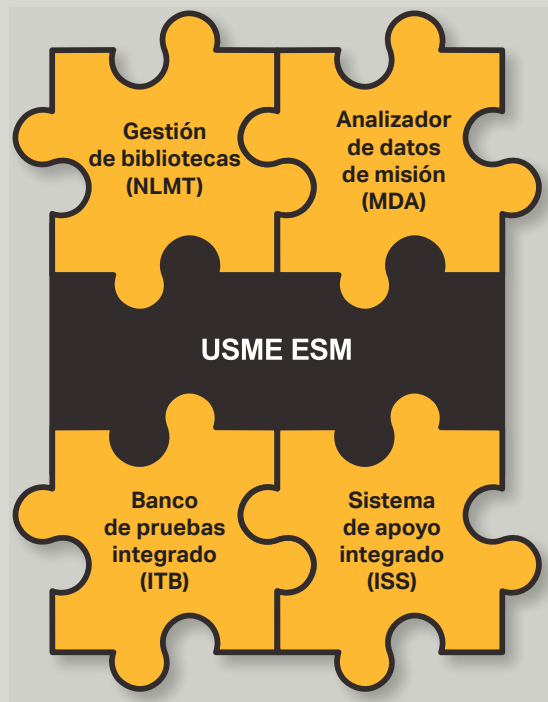 Gestión
de bibliotecas
(NLMT)
Analizador
de datos
de misión
(MDA)
USME ESM
Banco
de pruebas
integrado
(ITB)
Sistema
de apoyo
integrado
(ISS)